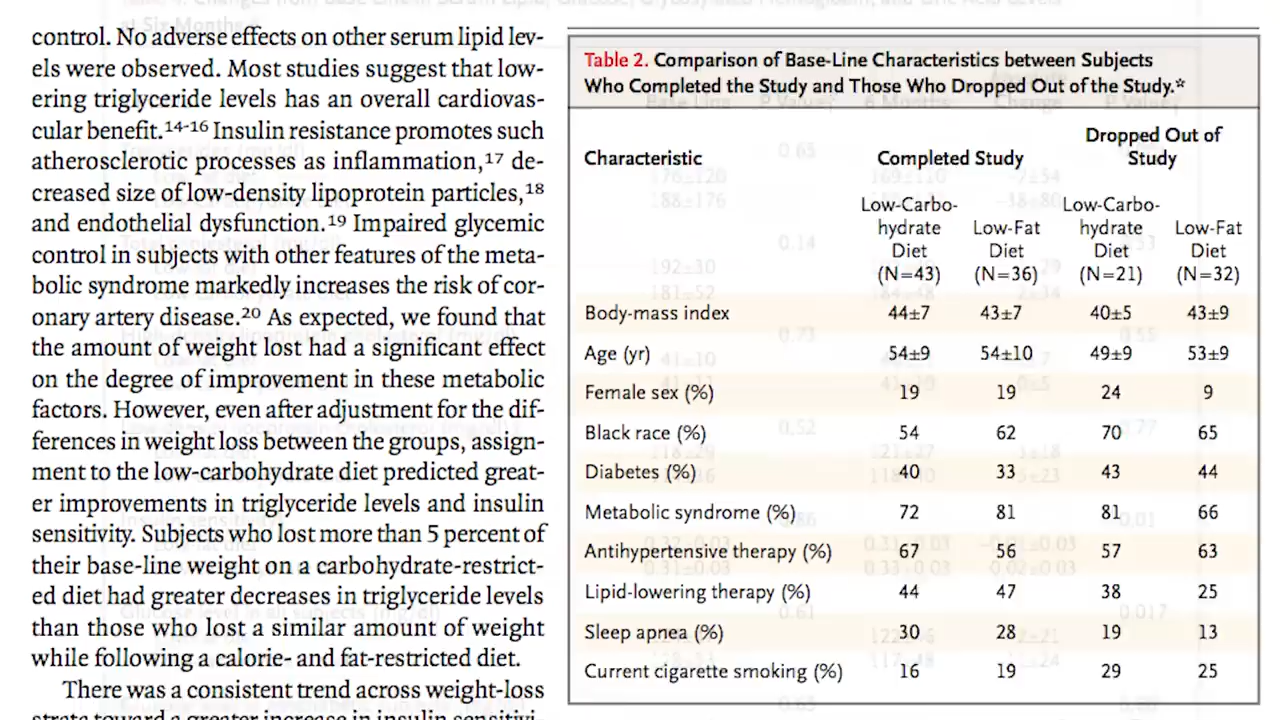 control. No adverse effects on other serum lipid lev-
els were observed. Most studies suggest that low-
ering triglyceride levels has an overall cardiovas-
cular benefit.14-16 Insulin resistance promotes such
atherosclerotic processes as inflammation,17 de-
creased size of low-density lipoprotein particles,18
and endothelial dysfunction.19 Impaired glycemic
control in subjects with other features of the meta-
bolic syndrome markedly increases the risk of cor-
onary artery disease.20 As expected, we found that
the amount of weight lost had a significant effect
on the degree of improvement in these metabolic
factors. However, even after adjustment for the dif-
ferences in weight loss between the groups, assign-
ment to the low-carbohydrate diet predicted great-
er improvements in triglyceride levels and insulin
sensitivity. Subjects who lost more than 5 percent of
their base-line weight on a carbohydrate-restrict-
ed diet had greater decreases in triglyceride levels
than those who lost a similar amount of weight
while following a calorie- and fat-restricted diet.
There was a consistent trend across weight-loss
strata toward a greater increase in insulin sensitivi-
Table 2. Comparison of Base-Line Characteristics between Subjects
Who Completed the Study and Those Who Dropped Out of the Study.*
Characteristic Completed Study Dropped Out of Study
Low-Carbo-hydrate Diet (N=43) Low-Fat Diet (N=36) Low-Carbo-hydrate Diet (N=21) Low-Fat Diet (N=32)
Body-mass index 44±7 43±7 40±5 43±9
Age (yr) 54±9 54±10 49±9 53±9
Female sex (%) 19 19 24 9
Black race (%) 54 62 70 65
Diabetes (%) 40 33 43 44
Metabolic syndrome (%) 72 81 81 66
Antihypertensive therapy (%) 67 56 57 63
Lipid-lowering therapy (%) 44 47 38 25
Sleep apnea (%) 30 28 19 13
Current cigarette smoking (%) 16 19 29 25